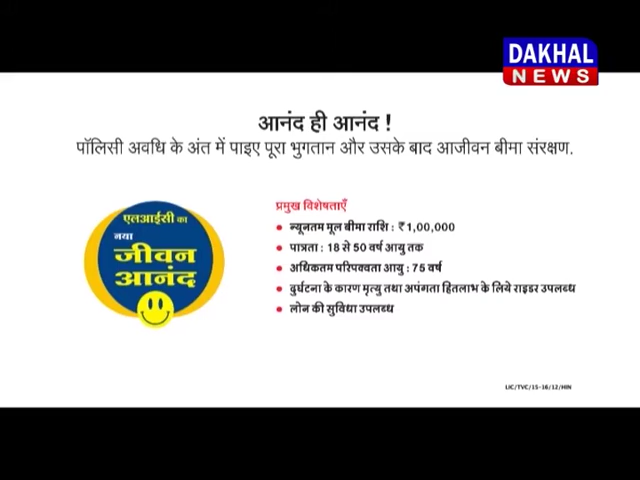 DAKHAL
NEWS
आनंद ही आनंद !
पॉलिसी अवधि के अंत में पाइए पूरा भुगतान और उसके बाद आजीवन बीमा संरक्षण.
एलआईसी का
नया
जीवन
आनंद
प्रमुख विशेषताएँ
न्यूनतम मूल बीमा राशि : ₹ 1,00,000
पात्रता : 18 से 50 वर्ष आयु तक
अधिकतम परिपक्वता आयु : 75 वर्ष
दुर्घटना के कारण मृत्यु तथा अपंगता हितलाभ के लिये राइडर उपलब्ध
लोन की सुविधा उपलब्ध
LIC/TVC/15-16/12/HIN